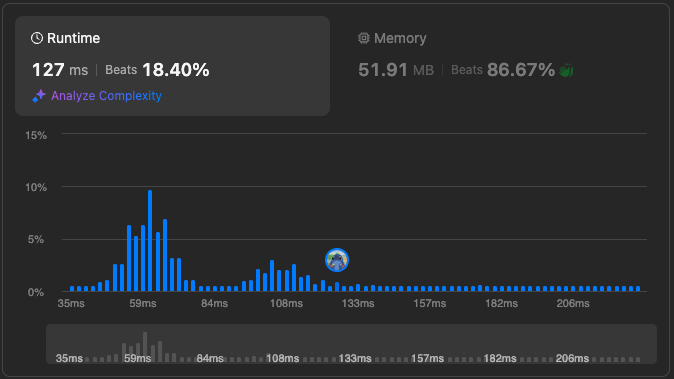 Runtime
127 ms | Beats 18.40%
Analyze Complexity
Memory
51.91 MB | Beats 86.67%
15%
10%
5%
0%
35ms 59ms 84ms 108ms 133ms 157ms 182ms 206ms
35ms 59ms 84ms 108ms 133ms 157ms 182ms 206ms